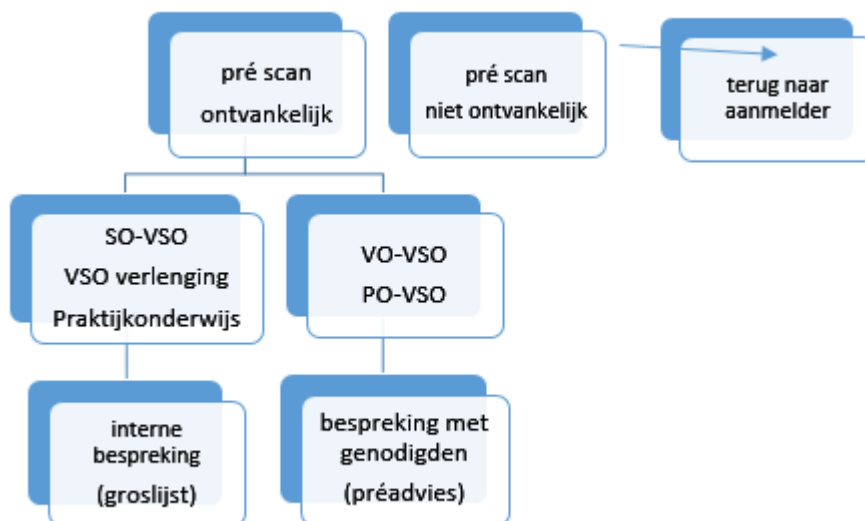 pré scan
ontvankelijk
pré scan
niet ontvankelijk
terug naar
aanmelder
SO-VSO
VSO verlenging
Praktijkonderwijs
VO-VSO
PO-VSO
interne
bespreking
(groslijst)
bespreking met
genodigden
(préadvies)